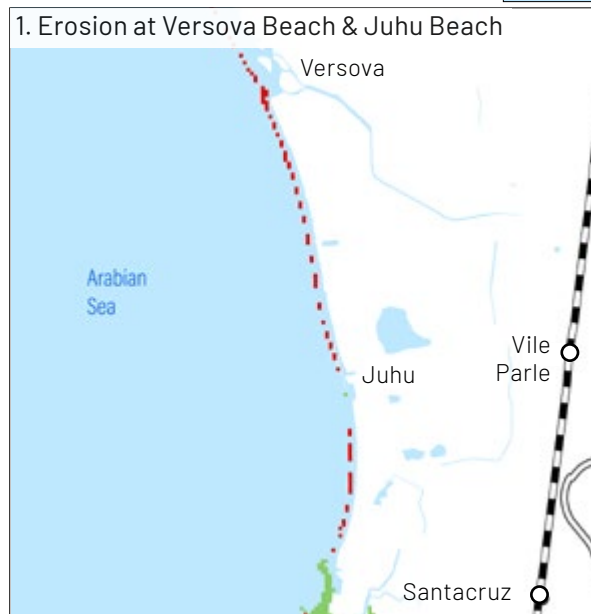 1. Erosion at Versova Beach & Juhu Beach
Versova
Arabian
Sea
Vile
Parle
Juhu
Santacruz